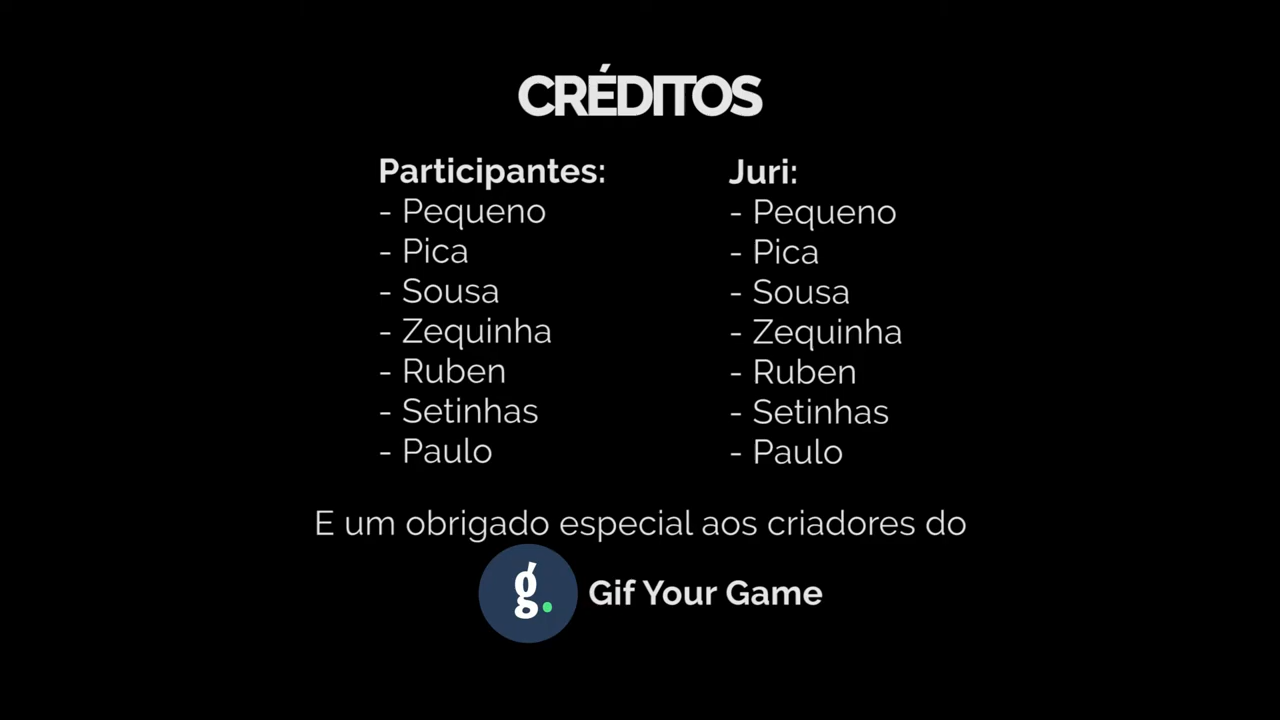 CRÉDITOS
Participantes:
- Pequeno
- Pica
- Sousa
- Zequinha
- Ruben
- Setinhas
- Paulo
Juri:
- Pequeno
- Pica
- Sousa
- Zequinha
- Ruben
- Setinhas
- Paulo
E um obrigado especial aos criadores do
ğ. Gif Your Game